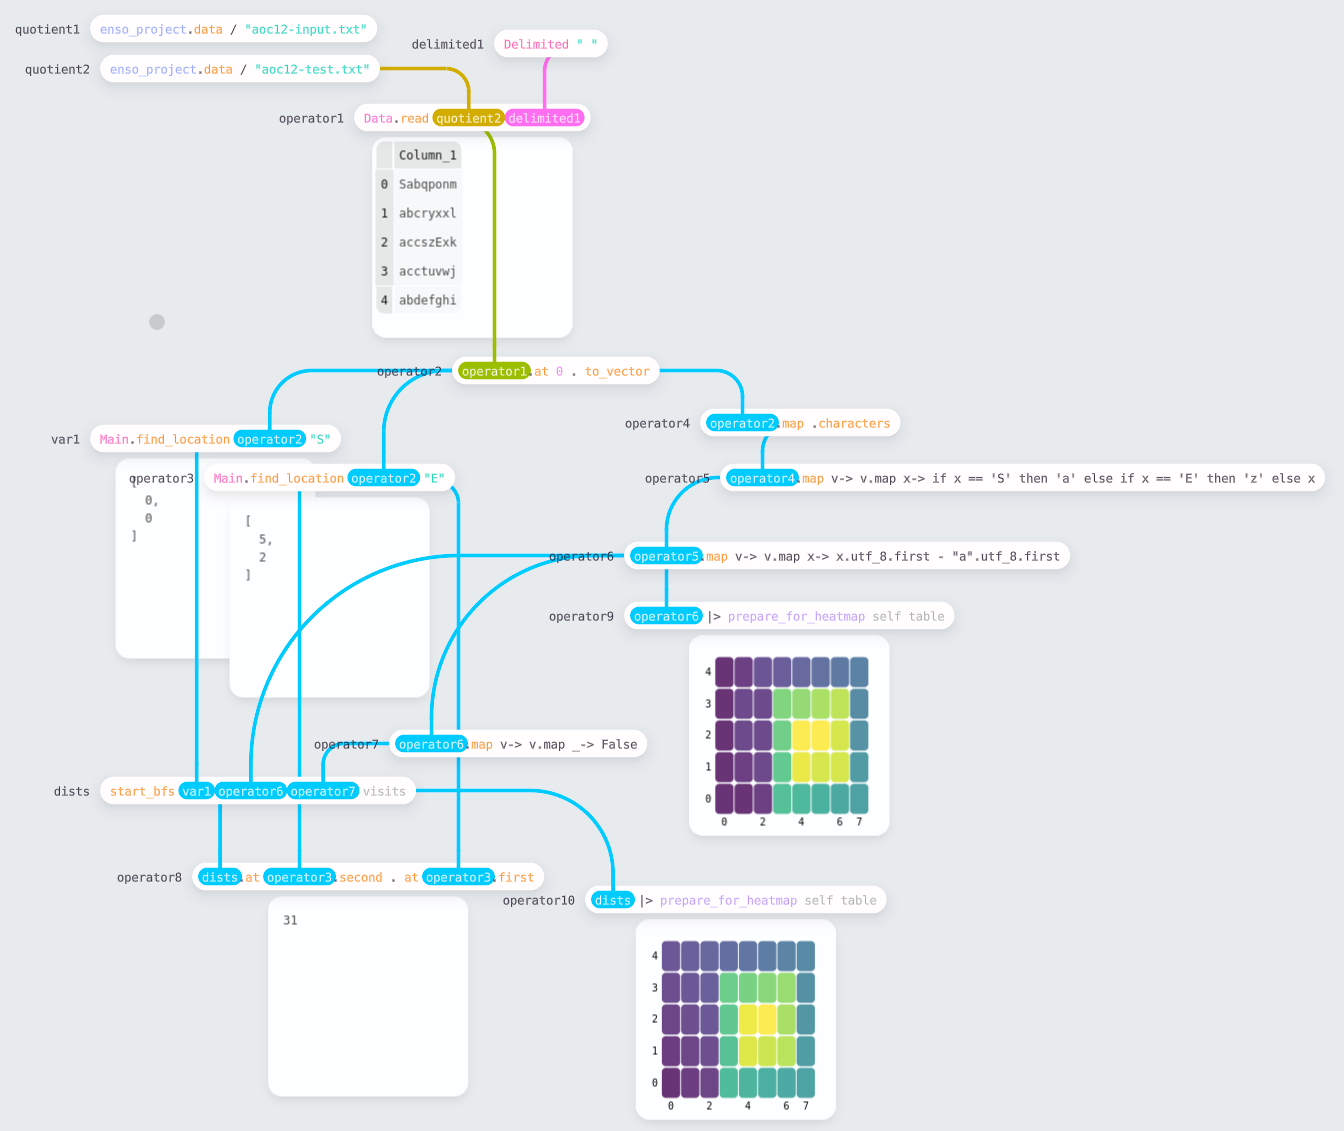 quotient1 enso_project.data / "aoc12-input.txt"
delimited1 Delimited " "
quotient2 enso_project.data / "aoc12-test.txt"
operator1 Data.read quotient2 delimited1
Column_1
0 Sabqponm
1 abcryxxl
2 accszExk
3 acctuvwj
4 abdefghi
operator2 operator1.at 0 . to_vector
operator4 operator2.map .characters
var1 Main.find_location operator2 "S"
operator3 Main.find_location operator2 "E"
operator5 operator4.map v-> v.map x-> if x == 'S' then 'a' else if x == 'E' then 'z' else x
[
0,
0
]
[
5,
2
]
operator6 operator5.map v-> v.map x-> x.utf_8.first - "a".utf_8.first
operator9 operator6 |> prepare_for_heatmap self table
4
3
2
1
0
0 2 4 6 7
operator7 operator6.map v-> v.map _-> False
dists start_bfs var1 operator6 operator7 visits
operator8 dists.at operator3.second . at operator3.first
31
operator10 dists |> prepare_for_heatmap self table
4
3
2
1
0
0 2 4 6 7